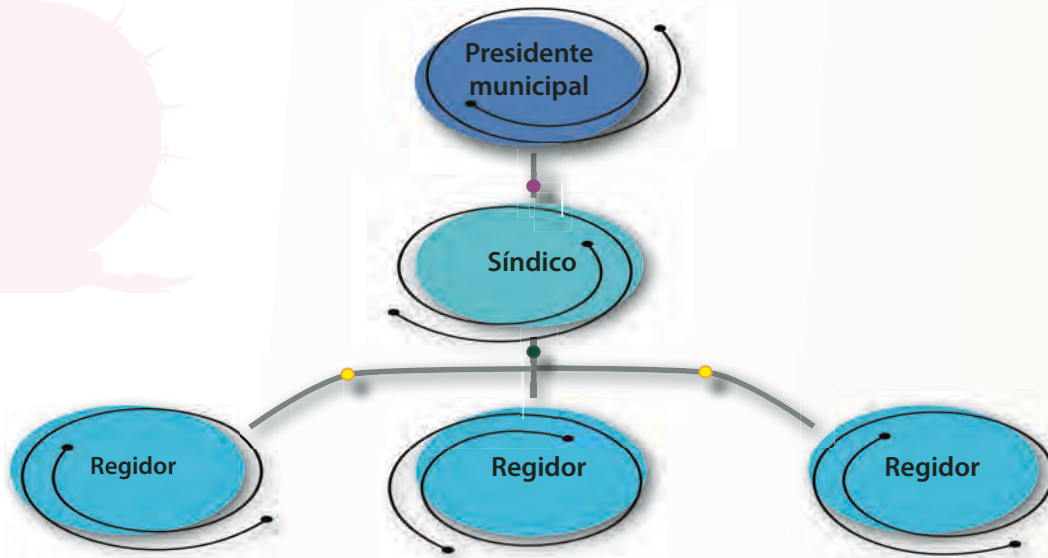 Presidente
municipal
Síndico
Regidor
Regidor
Regidor